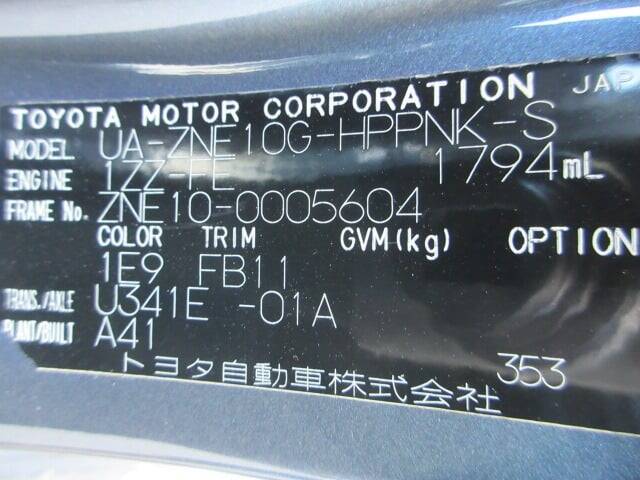 TOYOTA MOTOR CORPORATION JAP
MODEL UA-ZNE10G-HPPNK-S
ENGINE 1ZZ-FE 1794mL
FRAME No. ZNE10-0005604
COLOR TRIM GVM(kg) OPTION
1E9 FB11
TRANS./AXLE U341E -01A
PLANT/BUILT A41
トヨタ自動車株式会社 353